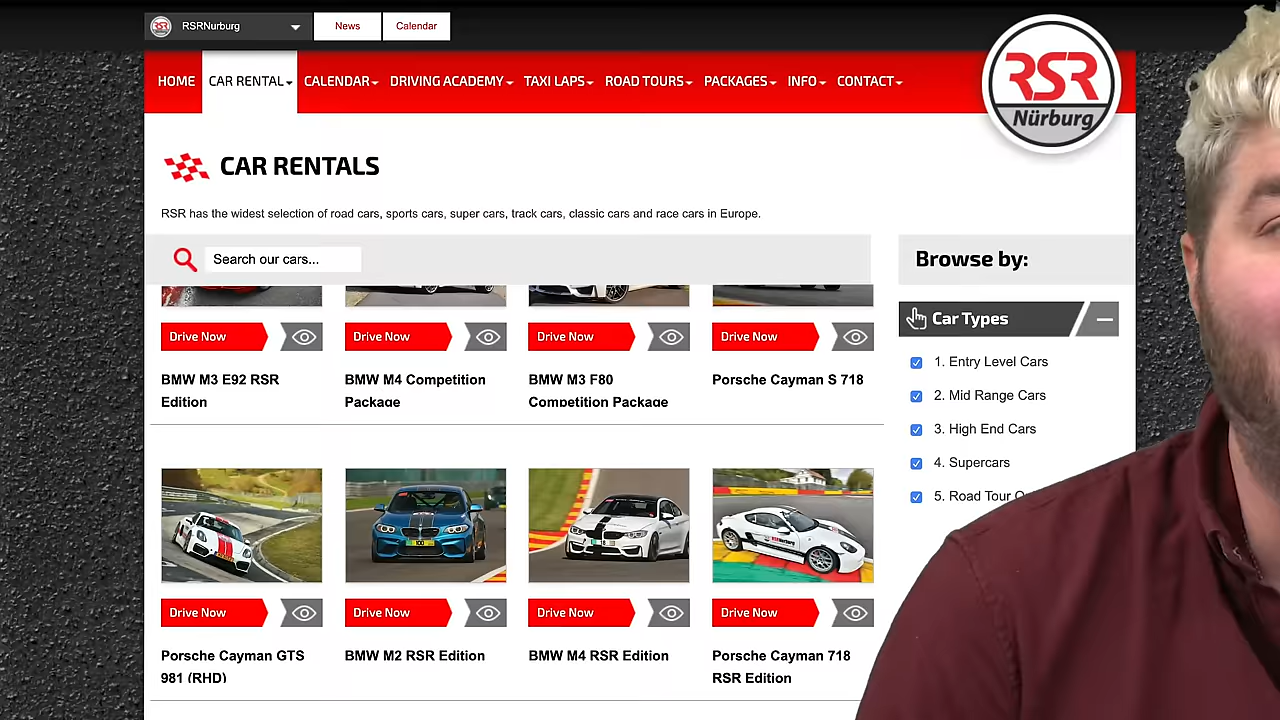 RSR RSRNurburg
News
Calendar
HOME
CAR RENTAL
CALENDAR
DRIVING ACADEMY
TAXI LAPS
ROAD TOURS
PACKAGES
INFO
CONTACT
RSR
Nürburg
CAR RENTALS
RSR has the widest selection of road cars, sports cars, super cars, track cars, classic cars and race cars in Europe.
Search our cars...
Browse by:
Car Types
1. Entry Level Cars
2. Mid Range Cars
3. High End Cars
4. Supercars
5. Road Tour
Drive Now
Drive Now
Drive Now
Drive Now
BMW M3 E92 RSR
Edition
BMW M4 Competition
Package
BMW M3 F80
Competition Package
Porsche Cayman S 718
Drive Now
Drive Now
Drive Now
Drive Now
Porsche Cayman GTS
981 (RHD)
BMW M2 RSR Edition
BMW M4 RSR Edition
Porsche Cayman 718
RSR Edition